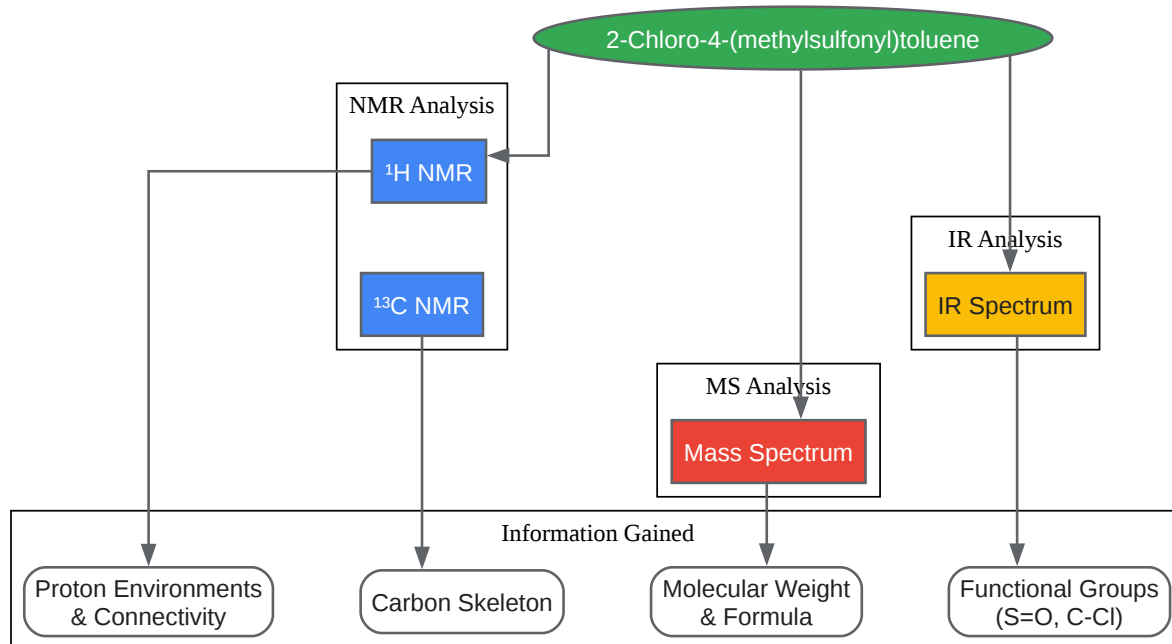 2-Chloro-4-(methylsulfonyl)toluene
NMR Analysis
¹H NMR
¹³C NMR
IR Analysis
IR Spectrum
MS Analysis
Mass Spectrum
Information Gained
Proton Environments
& Connectivity
Carbon Skeleton
Molecular Weight
& Formula
Functional Groups
(S=O, C-Cl)